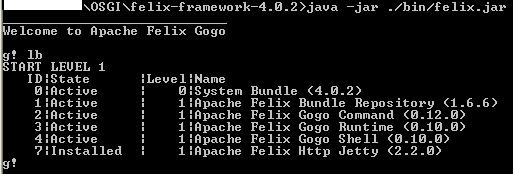 \OSGI\felix-framework-4.0.2>java -jar ./bin/felix.jar
Welcome to Apache Felix Gogo
g! lb
START LEVEL 1
ID|State |Level|Name
0|Active | 0|System Bundle (4.0.2)
1|Active | 1|Apache Felix Bundle Repository (1.6.6)
2|Active | 1|Apache Felix Gogo Command (0.12.0)
3|Active | 1|Apache Felix Gogo Runtime (0.10.0)
4|Active | 1|Apache Felix Gogo Shell (0.10.0)
7|Installed | 1|Apache Felix Http Jetty (2.2.0)
g!